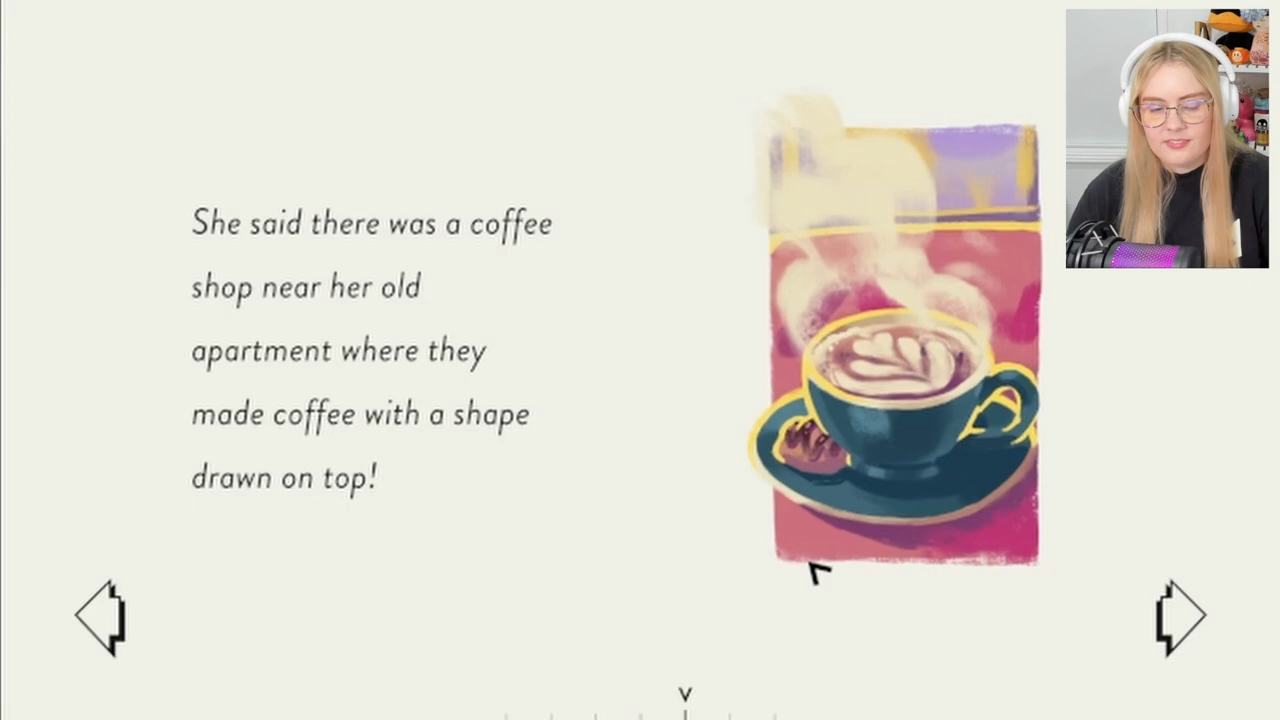 She said there was a coffee
shop near her old
apartment where they
made coffee with a shape
drawn on top!